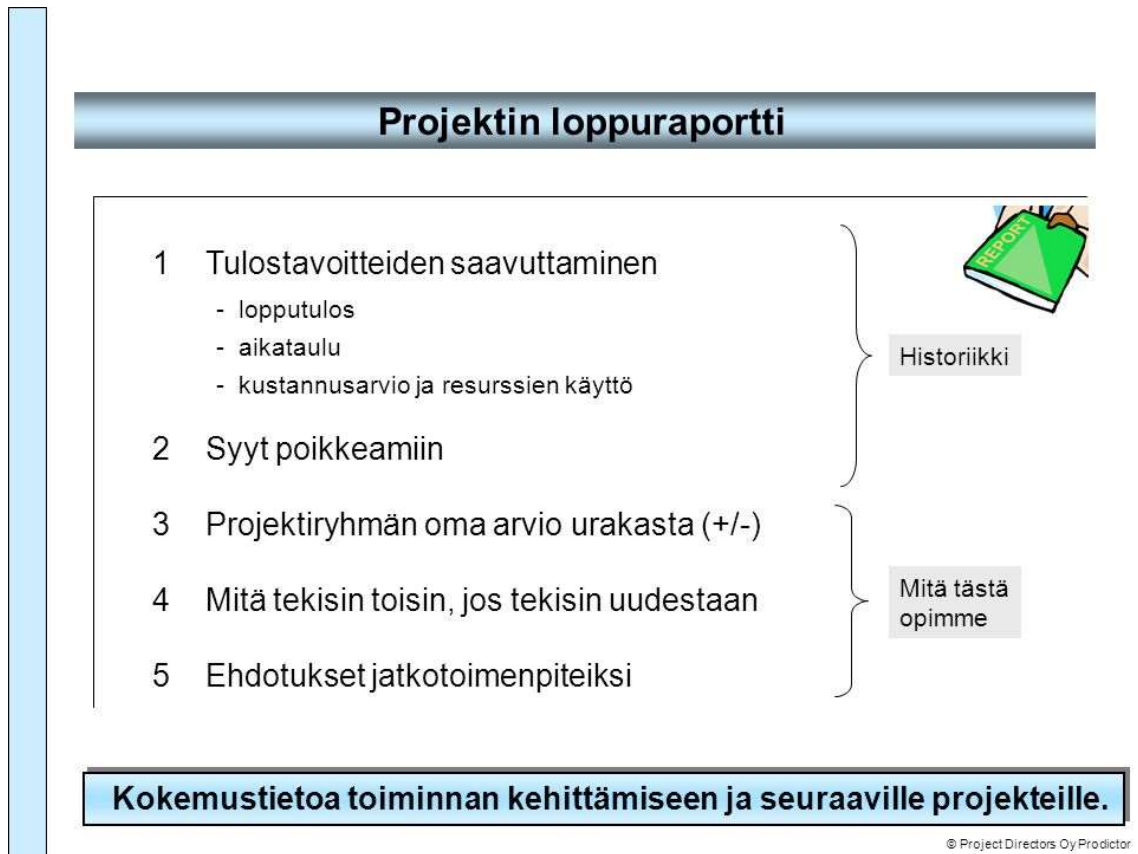 Projektin loppuraportti
REPORT
1 Tulostavoitteiden saavuttaminen
- lopputulos
- aikataulu
- kustannusarvio ja resurssien käyttö
Historiikki
2 Syyt poikkeamiin
3 Projektiryhmän oma arvio urakasta (+/-)
4 Mitä tekisin toisin, jos tekisin uudestaan
Mitä tästä
opimme
5 Ehdotukset jatkotoimenpiteiksi
Kokemustietoa toiminnan kehittämiseen ja seuraaville projekteille.
© Project Directors Oy Prodictor